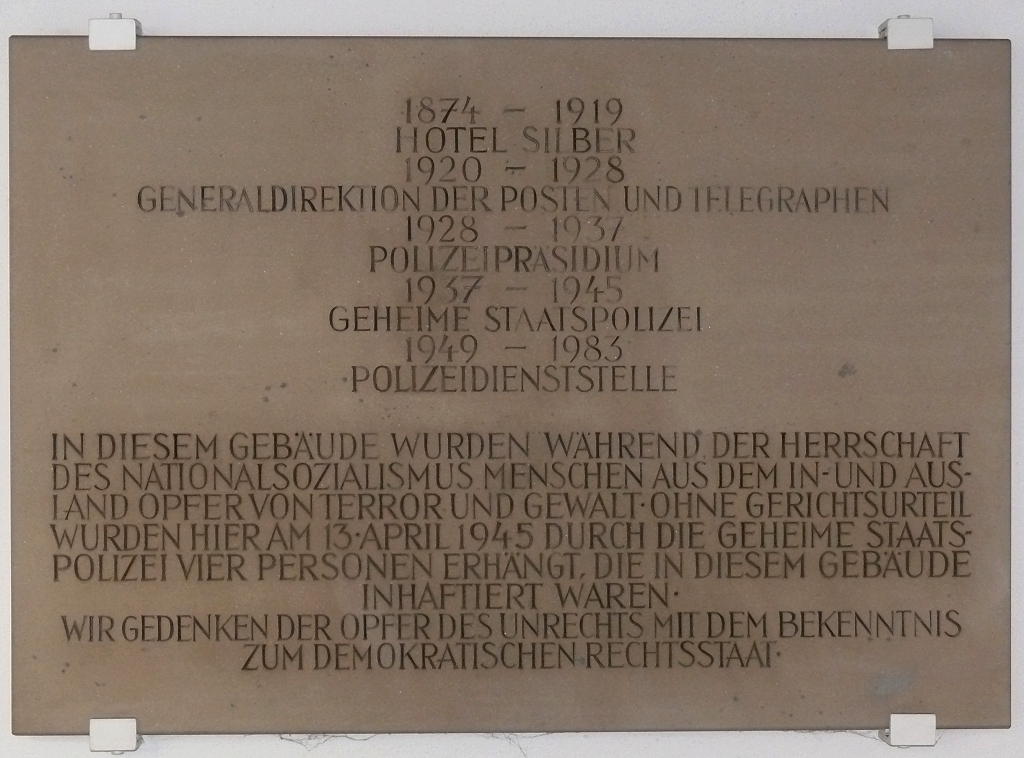 1874 – 1919
HOTEL SILBER
1920 – 1928
GENERALDIREKTION DER POSTEN UND TELEGRAPHEN
1928 – 1937
POLIZEIPRÄSIDIUM
1937 – 1945
GEHEIME STAATSPOLIZEI
1949 – 1983
POLIZEIDIENSTSTELLE
IN DIESEM GEBÄUDE WURDEN WÄHREND DER HERRSCHAFT
DES NATIONALSOZIALISMUS MENSCHEN AUS DEM IN-UND AUS-
LAND OPFER VON TERROR UND GEWALT· OHNE GERICHTSURTEIL
WURDEN HIER AM 13·APRIL 1945 DURCH DIE GEHEIME STAATS-
POLIZEI VIER PERSONEN ERHÄNGT, DIE IN DIESEM GEBÄUDE
INHAFTIERT WAREN·
WIR GEDENKEN DER OPFER DES UNRECHTS MIT DEM BEKENNTNIS
ZUM DEMOKRATISCHEN RECHTSSTAAT·